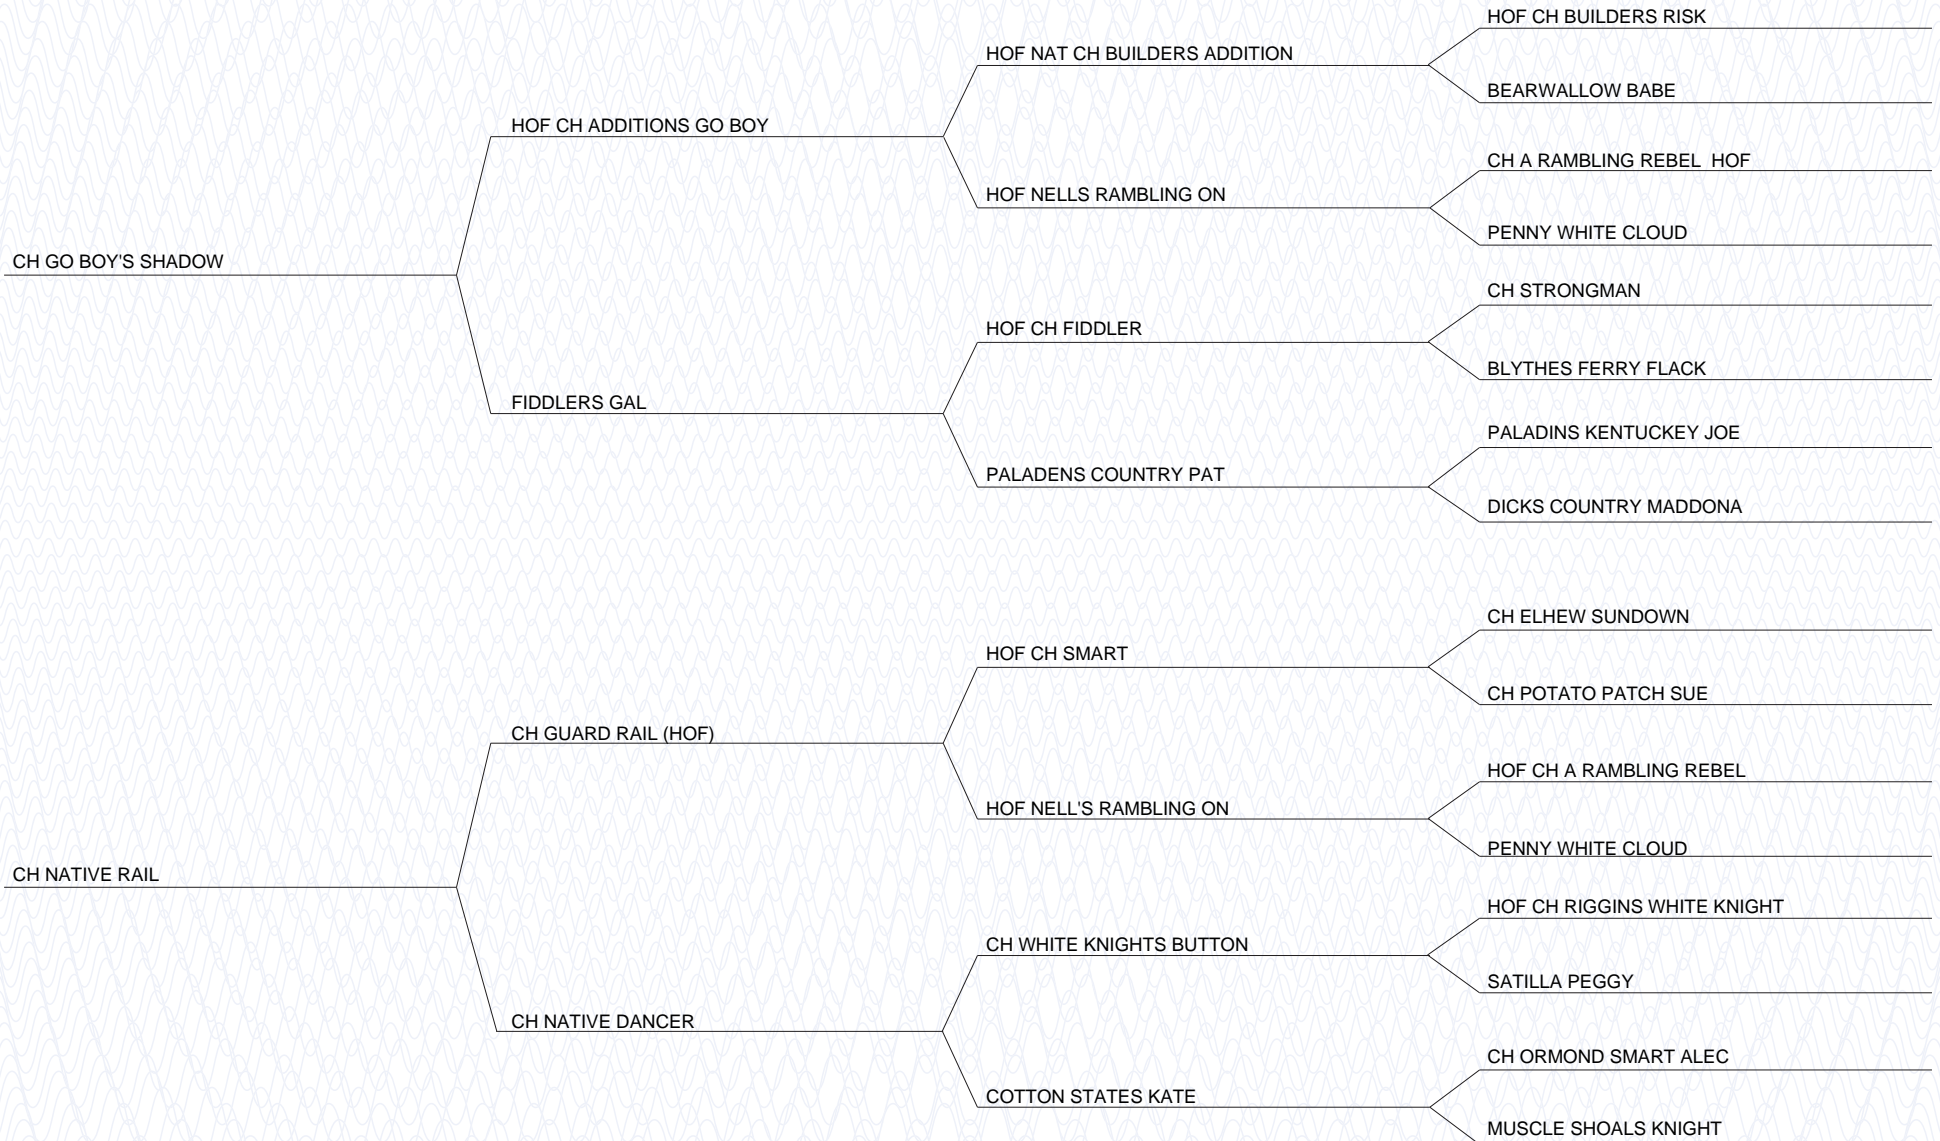 HOF CH BUILDERS RISK
HOF NAT CH BUILDERS ADDITION
BEARWALLOW BABE
HOF CH ADDITIONS GO BOY
CH A RAMBLING REBEL  HOF
HOF NELLS RAMBLING ON
PENNY WHITE CLOUD
CH GO BOY'S SHADOW
CH STRONGMAN
HOF CH FIDDLER
BLYTHES FERRY FLACK
FIDDLERS GAL
PALADINS KENTUCKEY JOE
PALADENS COUNTRY PAT
DICKS COUNTRY MADDONA
CH ELHEW SUNDOWN
HOF CH SMART
CH POTATO PATCH SUE
CH GUARD RAIL (HOF)
HOF CH A RAMBLING REBEL
HOF NELL'S RAMBLING ON
PENNY WHITE CLOUD
CH NATIVE RAIL
HOF CH RIGGINS WHITE KNIGHT
CH WHITE KNIGHTS BUTTON
SATILLA PEGGY
CH NATIVE DANCER
CH ORMOND SMART ALEC
COTTON STATES KATE
MUSCLE SHOALS KNIGHT